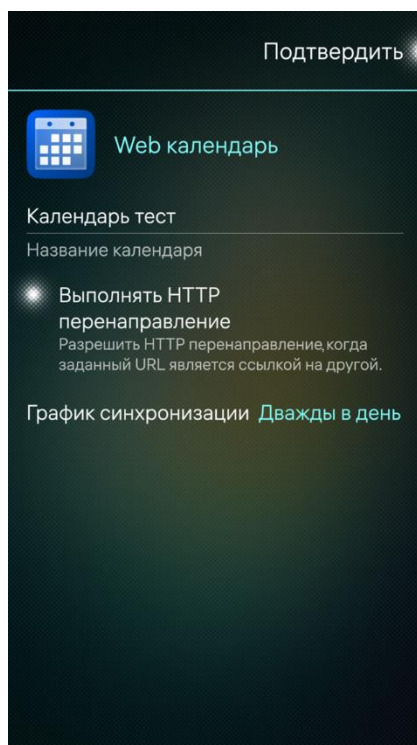 Подтвердить
Web календарь
Календарь тест
Название календаря
Выполнять HTTP
перенаправление
Разрешить HTTP перенаправление, когда
заданный URL является ссылкой на другой.
График синхронизации Дважды в день